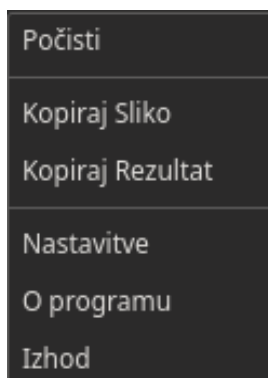 Počisti
Kopiraj Sliko
Kopiraj Rezultat
Nastavitve
O programu
Izhod